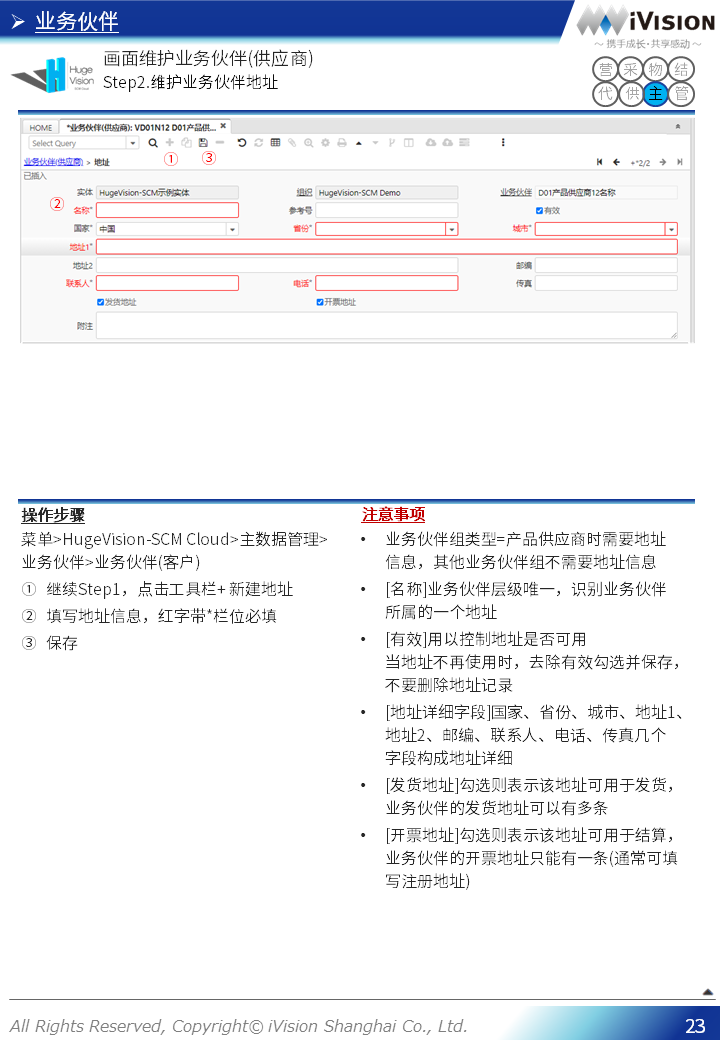 业务伙伴
iVision
～ 携手成长·共享感动 ～
Huge
Vision
画面维护业务伙伴(供应商)
Step2.维护业务伙伴地址
营 采 物 结
代 供 主 管
HOME *业务伙伴(供应商): VD01N12 D01产品供...
Select Query
① ③
业务伙伴(供应商) > 地址 +*2/2
已插入
实体 HugeVision-SCM示例实体 组织 HugeVision-SCM Demo 业务伙伴 D01产品供应商12名称
② 名称* 参考号 有效
国家* 中国 省份* 城市*
地址1*
地址2 邮编
联系人* 电话* 传真
发货地址 开票地址
附注
操作步骤
菜单>HugeVision-SCM Cloud>主数据管理>
业务伙伴>业务伙伴(客户)
① 继续Step1，点击工具栏+ 新建地址
② 填写地址信息，红字带*栏位必填
③ 保存
注意事项
• 业务伙伴组类型=产品供应商时需要地址
信息，其他业务伙伴组不需要地址信息
• [名称]业务伙伴层级唯一，识别业务伙伴
所属的一个地址
• [有效]用以控制地址是否可用
当地址不再使用时，去除有效勾选并保存，
不要删除地址记录
• [地址详细字段]国家、省份、城市、地址1、
地址2、邮编、联系人、电话、传真几个
字段构成地址详细
• [发货地址]勾选则表示该地址可用于发货，
业务伙伴的发货地址可以有多条
• [开票地址]勾选则表示该地址可用于结算，
业务伙伴的开票地址只能有一条(通常可填
写注册地址)
All Rights Reserved, Copyright© iVision Shanghai Co., Ltd.
23